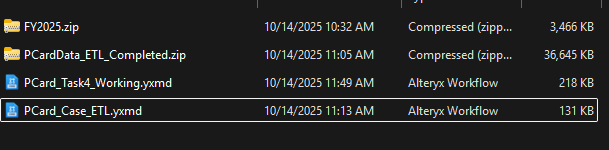 FY2025.zip 10/14/2025 10:32 AM Compressed (zipp... 3,466 KB
PCardData_ETL_Completed.zip 10/14/2025 11:05 AM Compressed (zipp... 36,645 KB
PCard_Task4_Working.yxmd 10/14/2025 11:49 AM Alteryx Workflow 218 KB
PCard_Case_ETL.yxmd 10/14/2025 11:13 AM Alteryx Workflow 131 KB